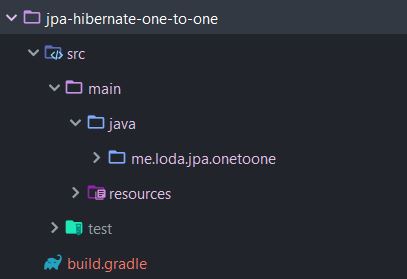 jpa-hibernate-one-to-one
src
main
java
me.loda.jpa.onetoone
resources
test
build.gradle